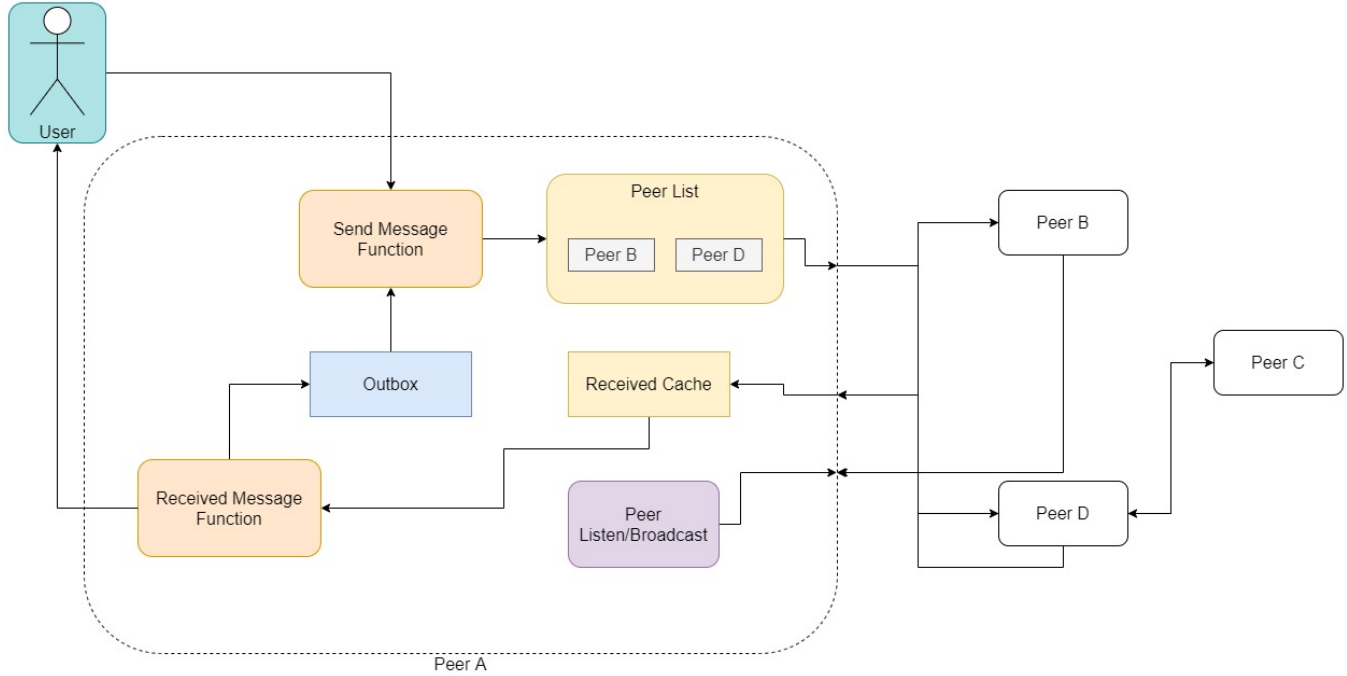 User
Send Message
Function
Peer List
Peer B
Peer D
Peer B
Peer C
Outbox
Received Cache
Received Message
Function
Peer
Listen/Broadcast
Peer D
Peer A